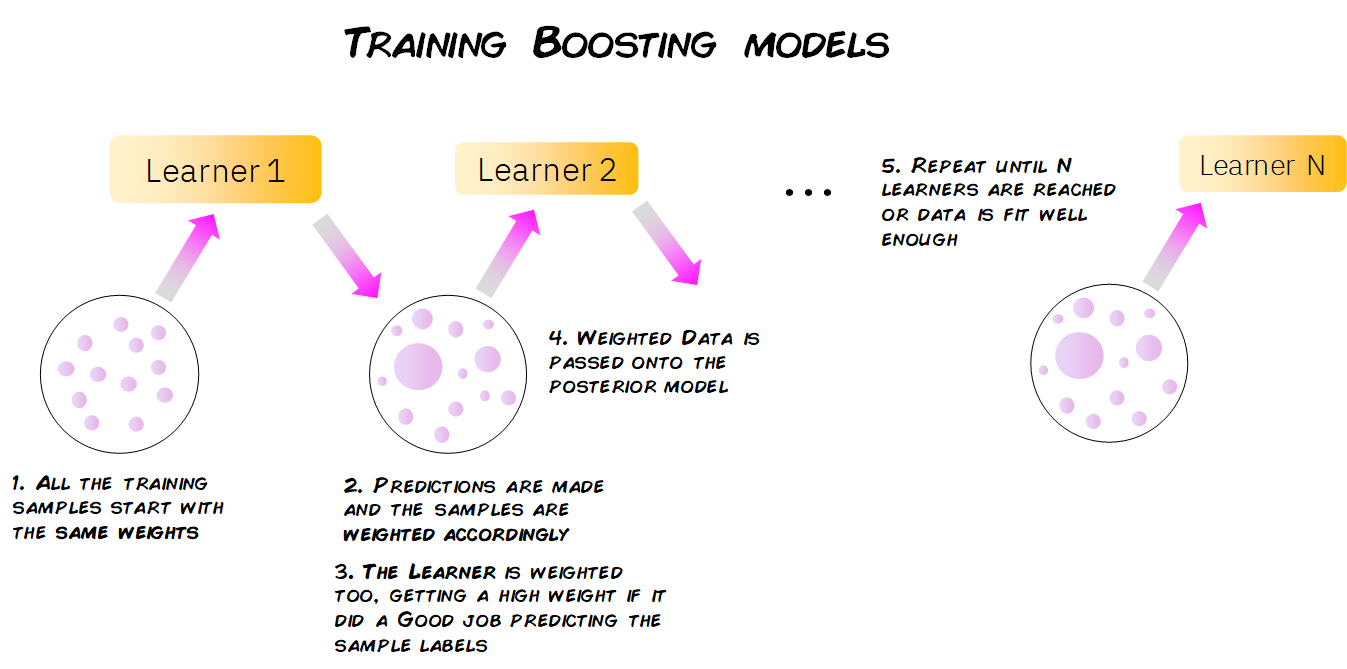 Training Boosting models
Learner 1
Learner 2
...
5. Repeat until N
learners are reached
or data is fit well
enough
Learner N
4. Weighted Data is
passed onto the
posterior model
1. All the training
samples start with
the same weights
2. Predictions are made
and the samples are
weighted accordingly
3. The Learner is weighted
too, getting a high weight if it
did a Good job predicting the
sample labels